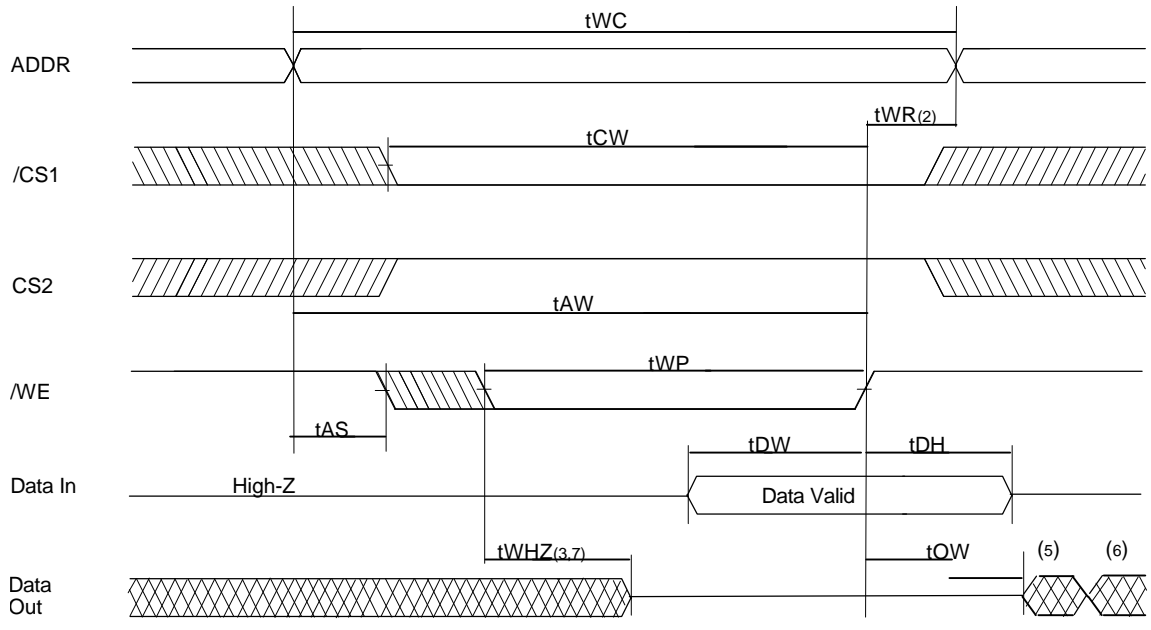 tWC
ADDR
tWR(2)
tCW
/CS1
CS2
tAW
tWP
/WE
tAS
tDW
tDH
Data In
High-Z
Data Valid
tWHZ(3,7)
tOW
(5)
(6)
Data
Out